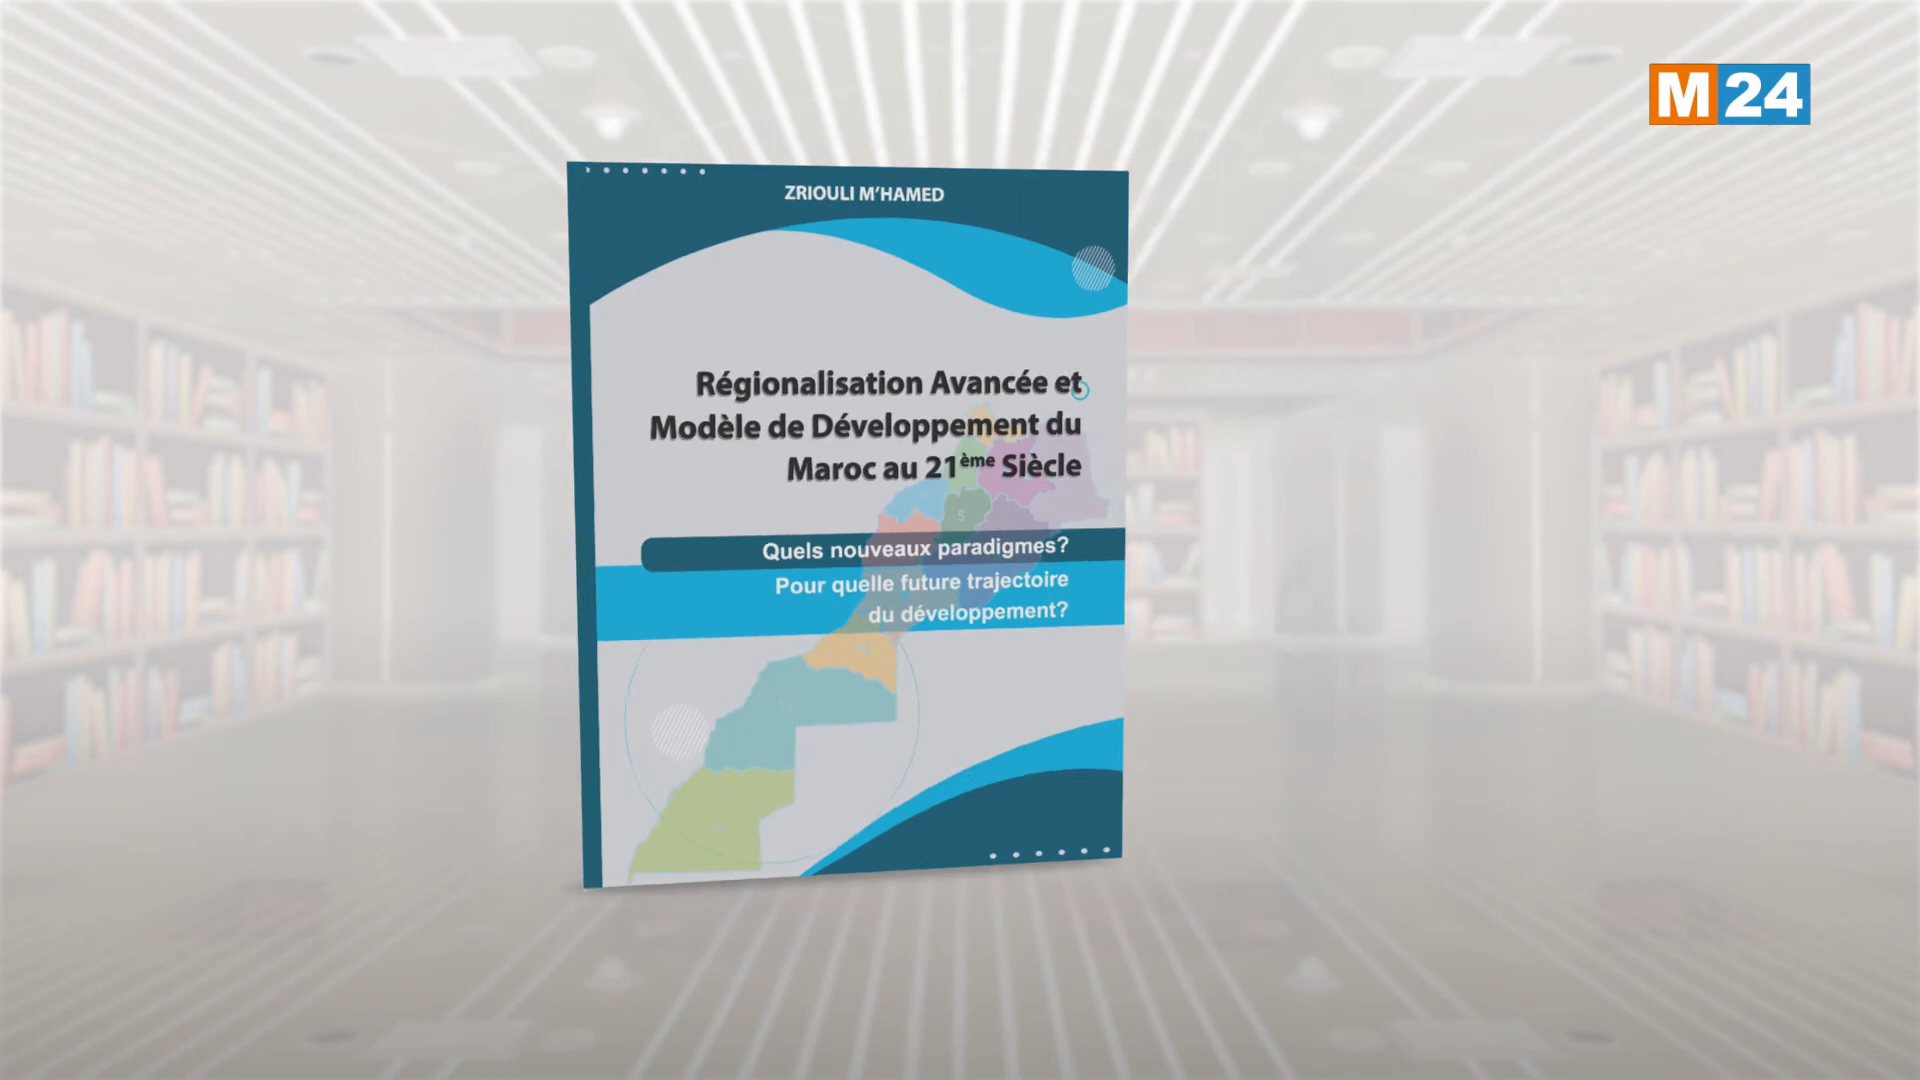 M24
ZRIOULI M'HAMED
Régionalisation Avancée et
Modèle de Développement du
Maroc au 21ème Siècle
5
Quels nouveaux paradigmes?
Pour quelle future trajectoire
du développement?